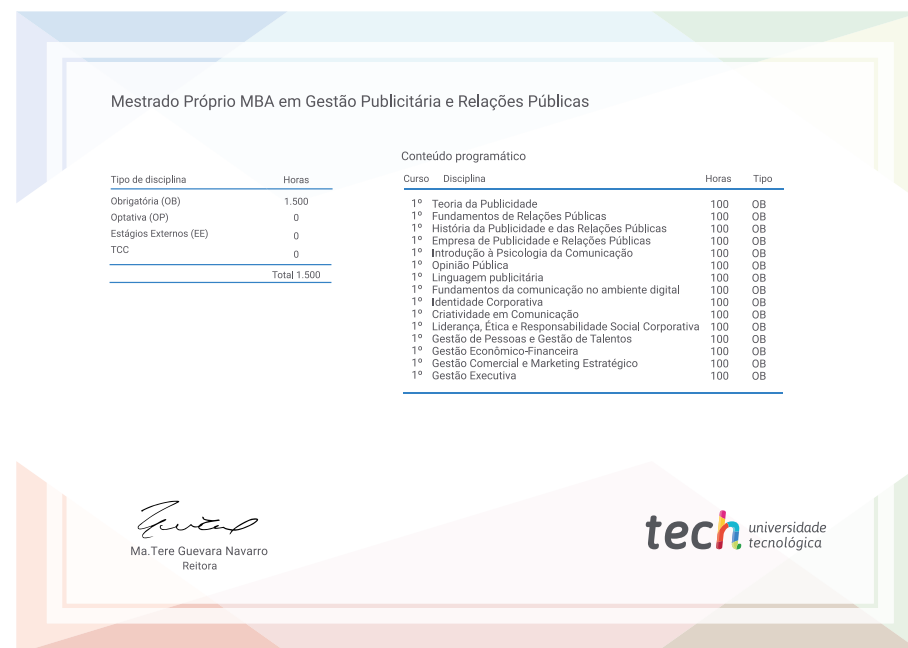 Mestrado Próprio MBA em Gestão Publicitária e Relações Públicas
Tipo de disciplina Horas
Obrigatória (OB) 1.500
Optativa (OP) 0
Estágios Externos (EE) 0
TCC 0
Total 1.500
Conteúdo programático
Curso Disciplina Horas Tipo
1º Teoria da Publicidade 100 OB
1º Fundamentos de Relações Públicas 100 OB
1º História da Publicidade e das Relações Públicas 100 OB
1º Empresa de Publicidade e Relações Públicas 100 OB
1º Introdução à Psicologia da Comunicação 100 OB
1º Opinião Pública 100 OB
1º Linguagem publicitária 100 OB
1º Fundamentos da comunicação no ambiente digital 100 OB
1º Identidade Corporativa 100 OB
1º Criatividade em Comunicação 100 OB
1º Liderança, Ética e Responsabilidade Social Corporativa 100 OB
1º Gestão de Pessoas e Gestão de Talentos 100 OB
1º Gestão Econômico-Financeira 100 OB
1º Gestão Comercial e Marketing Estratégico 100 OB
1º Gestão Executiva 100 OB
Ma.Tere Guevara Navarro
Reitora
tech universidade
tecnológica